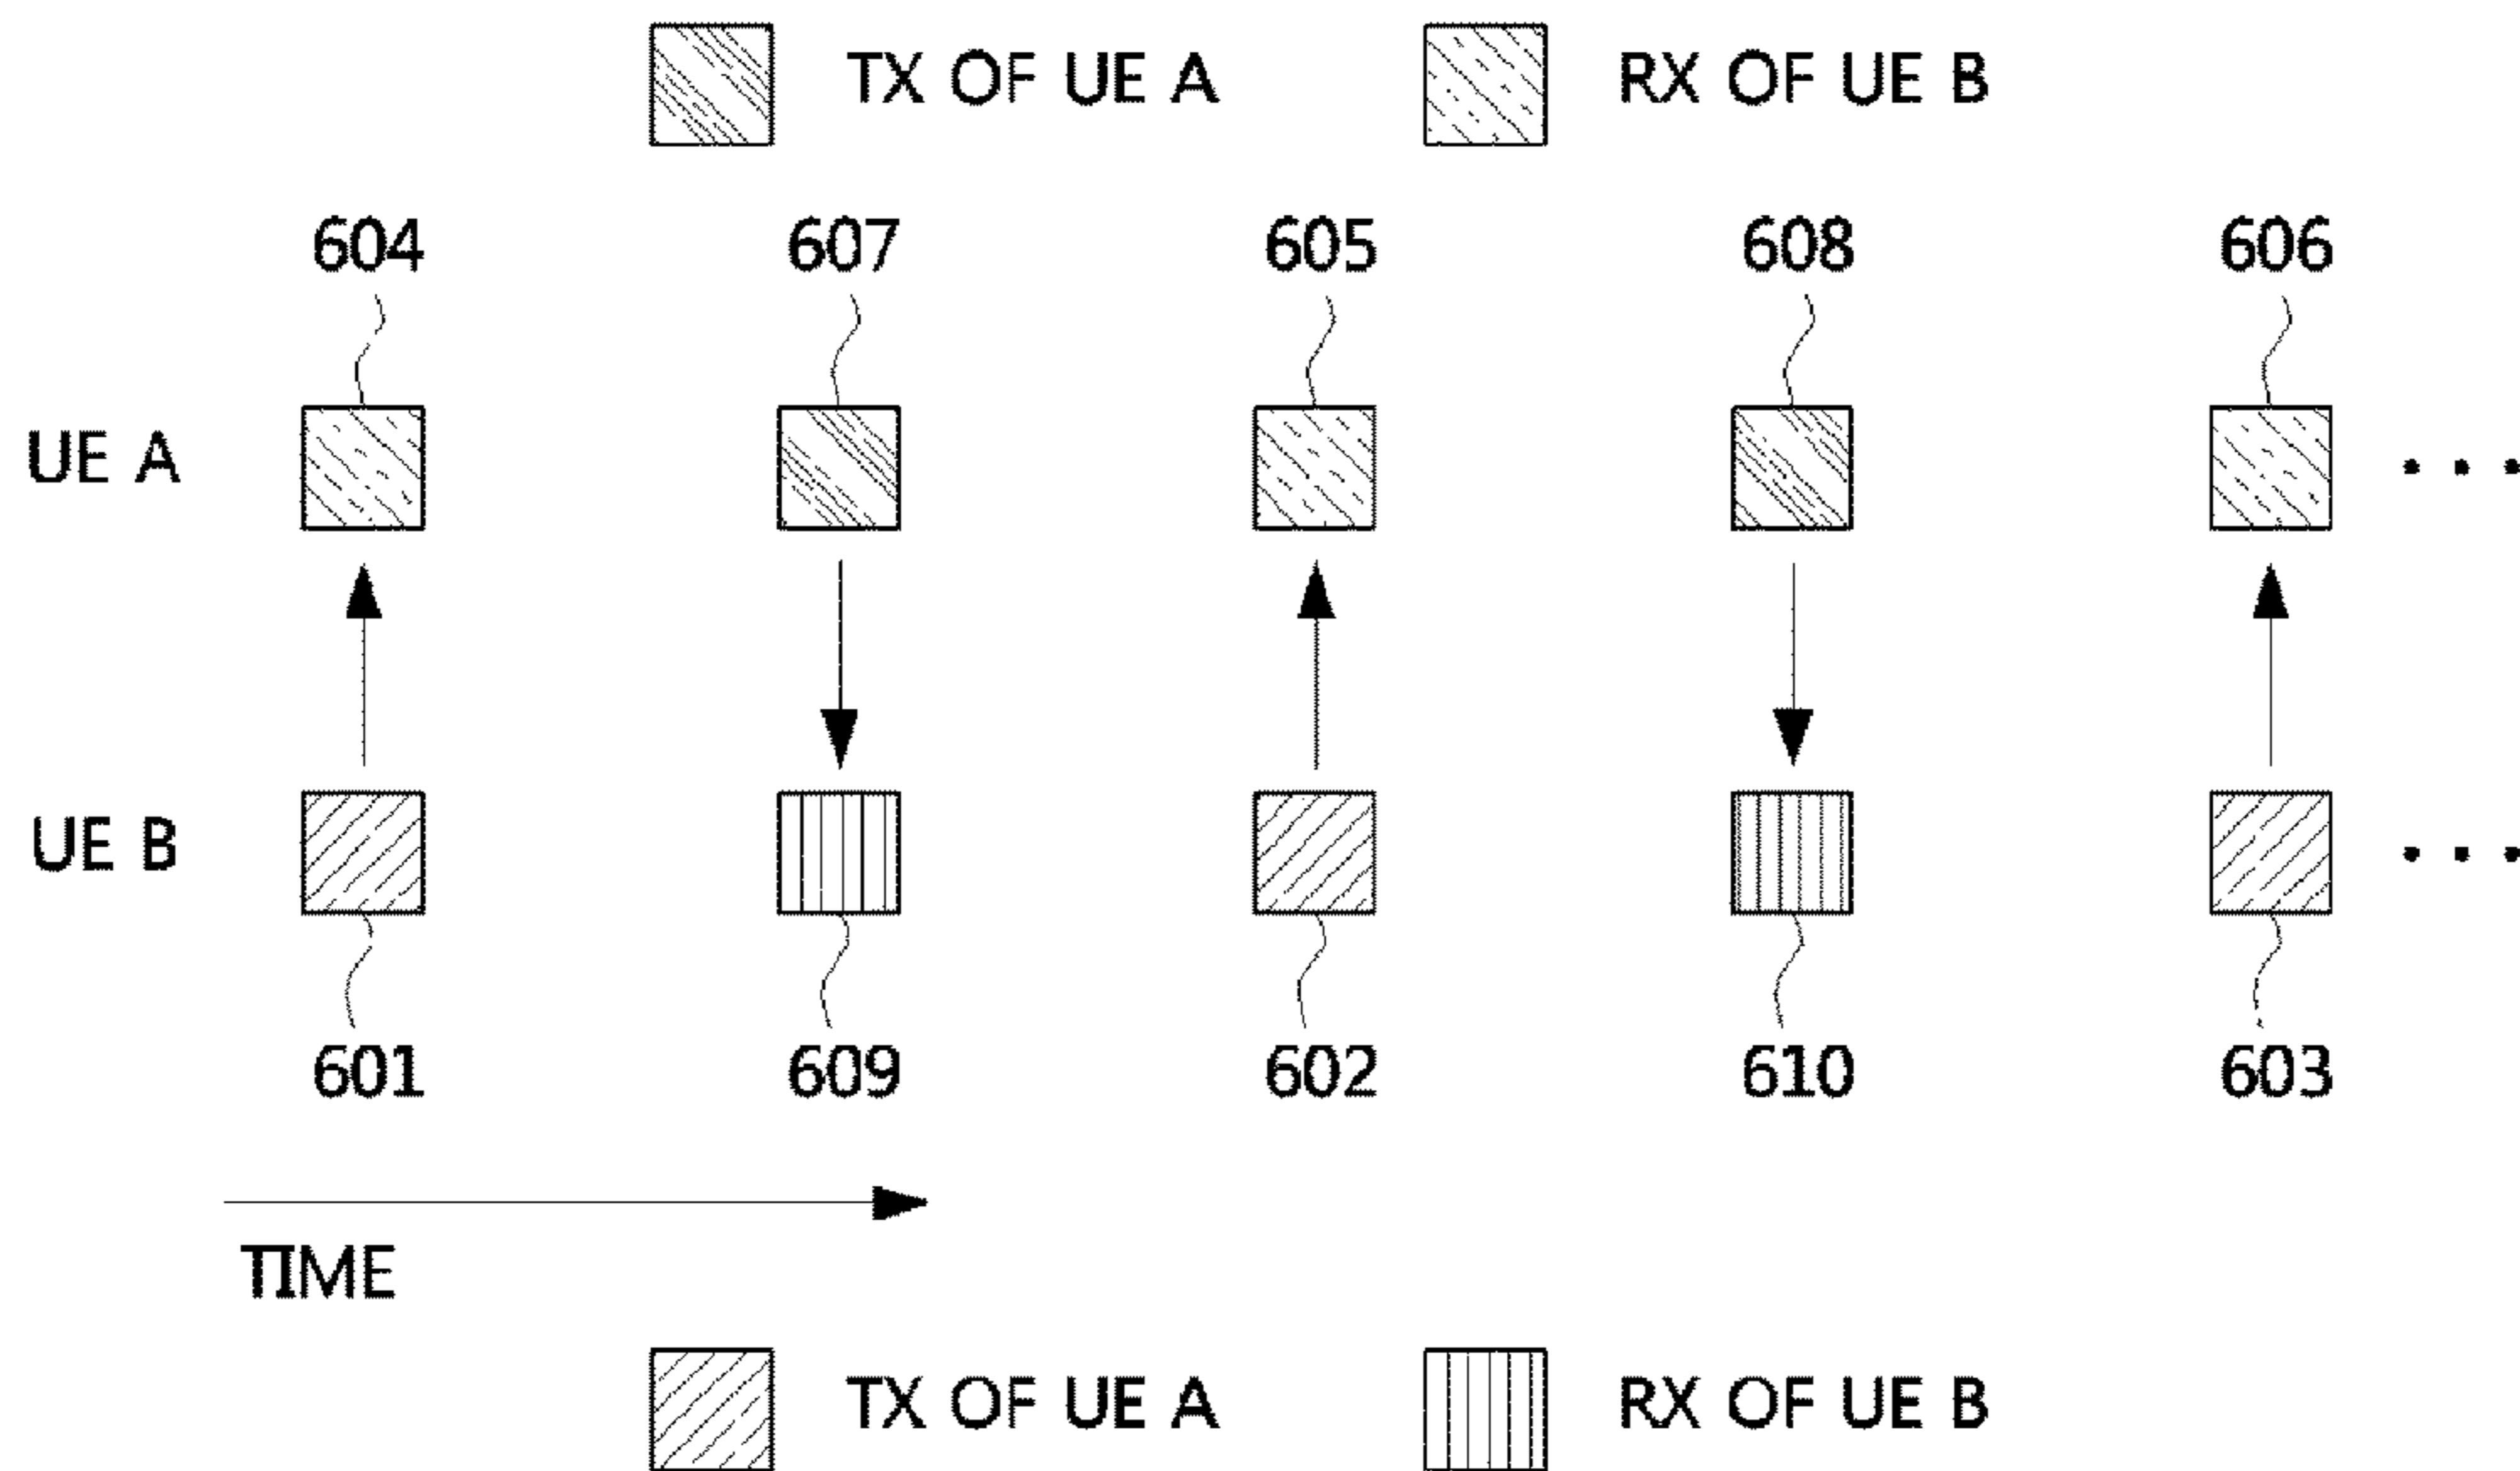 TX OF UE A RX OF UE B
604 607 605 608 606
UE A
UE B
601 609 602 610 603
TIME
TX OF UE A RX OF UE B